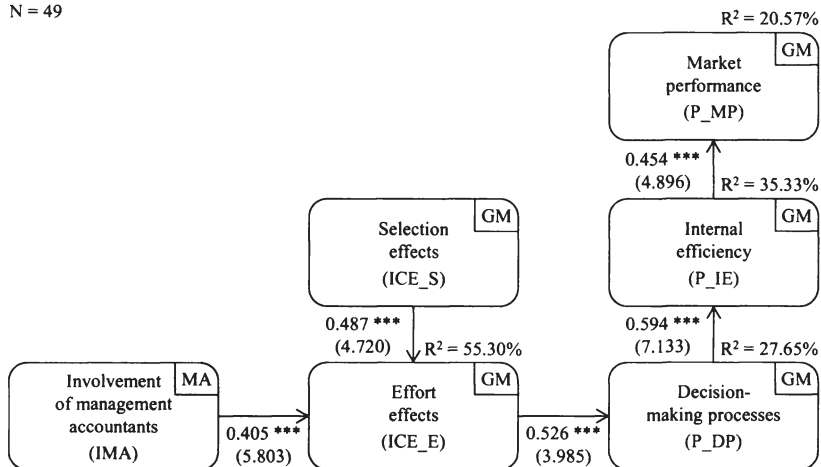 N = 49
R² = 20.57%
GM
Market
performance
(P_MP)
0.454 ***
(4.896)
R² = 35.33%
GM
Selection
effects
(ICE_S)
GM
Internal
efficiency
(P_IE)
0.487 ***
(4.720)
R² = 55.30%
0.594 ***
(7.133)
R² = 27.65%
MA
Involvement
of management
accountants
(IMA)
0.405 ***
(5.803)
GM
Effort
effects
(ICE_E)
0.526 ***
(3.985)
GM
Decision-
making processes
(P_DP)